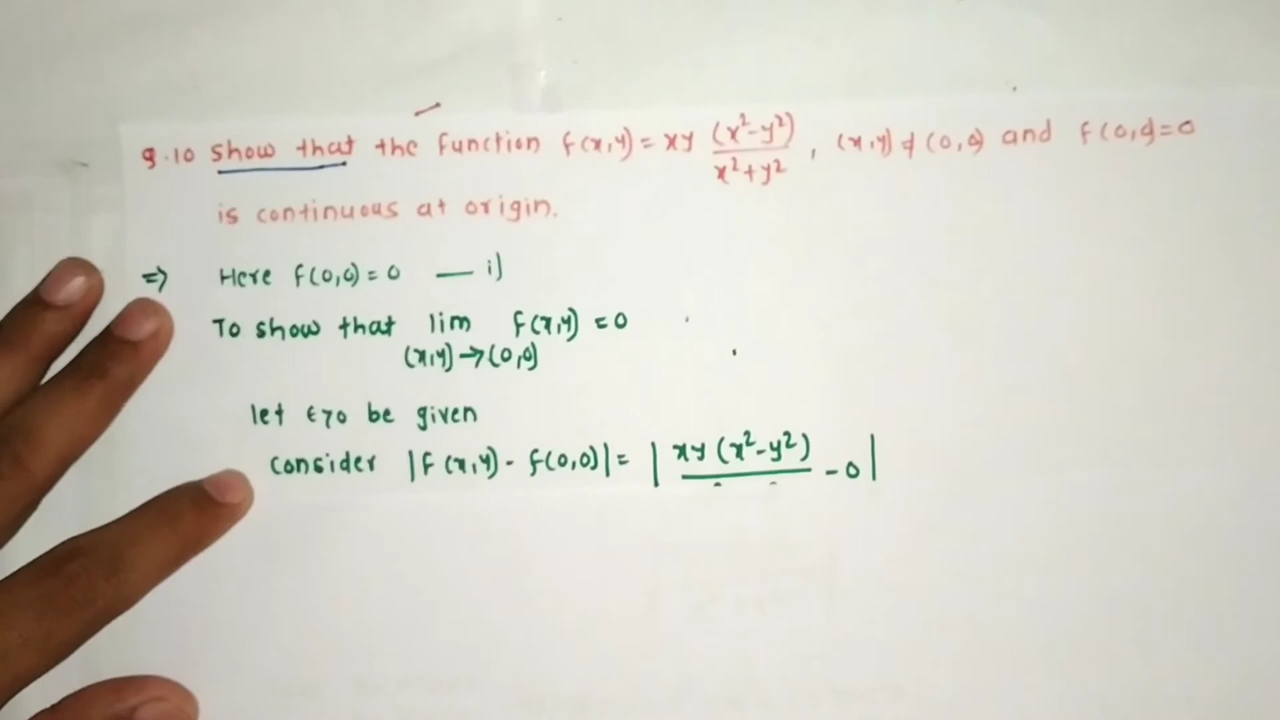 9.10 show that the function f(x,y) = xy (x²-y²)/x²+y² , (x,y) ≠ (0,0) and f(0,0)=0
is continuous at origin.
⇒ Here f(0,0) = 0 — i)
To show that lim f(x,y) = 0
(x,y)→(0,0)
let ε>0 be given
consider |f(x,y) - f(0,0)| = | xy (x²-y²) - 0 |